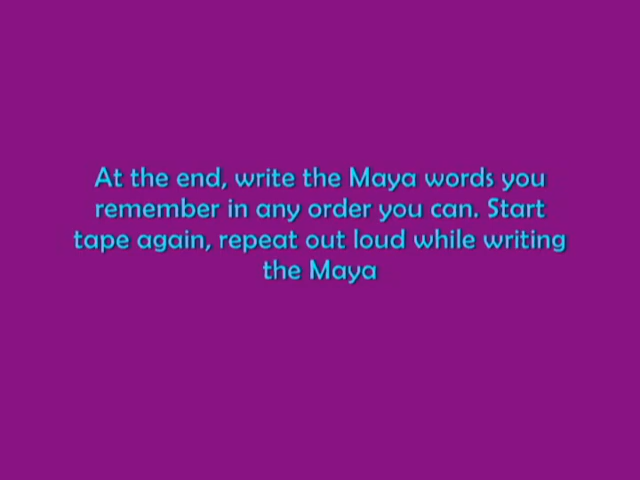 At the end, write the Maya words you
remember in any order you can. Start
tape again, repeat out loud while writing
the Maya